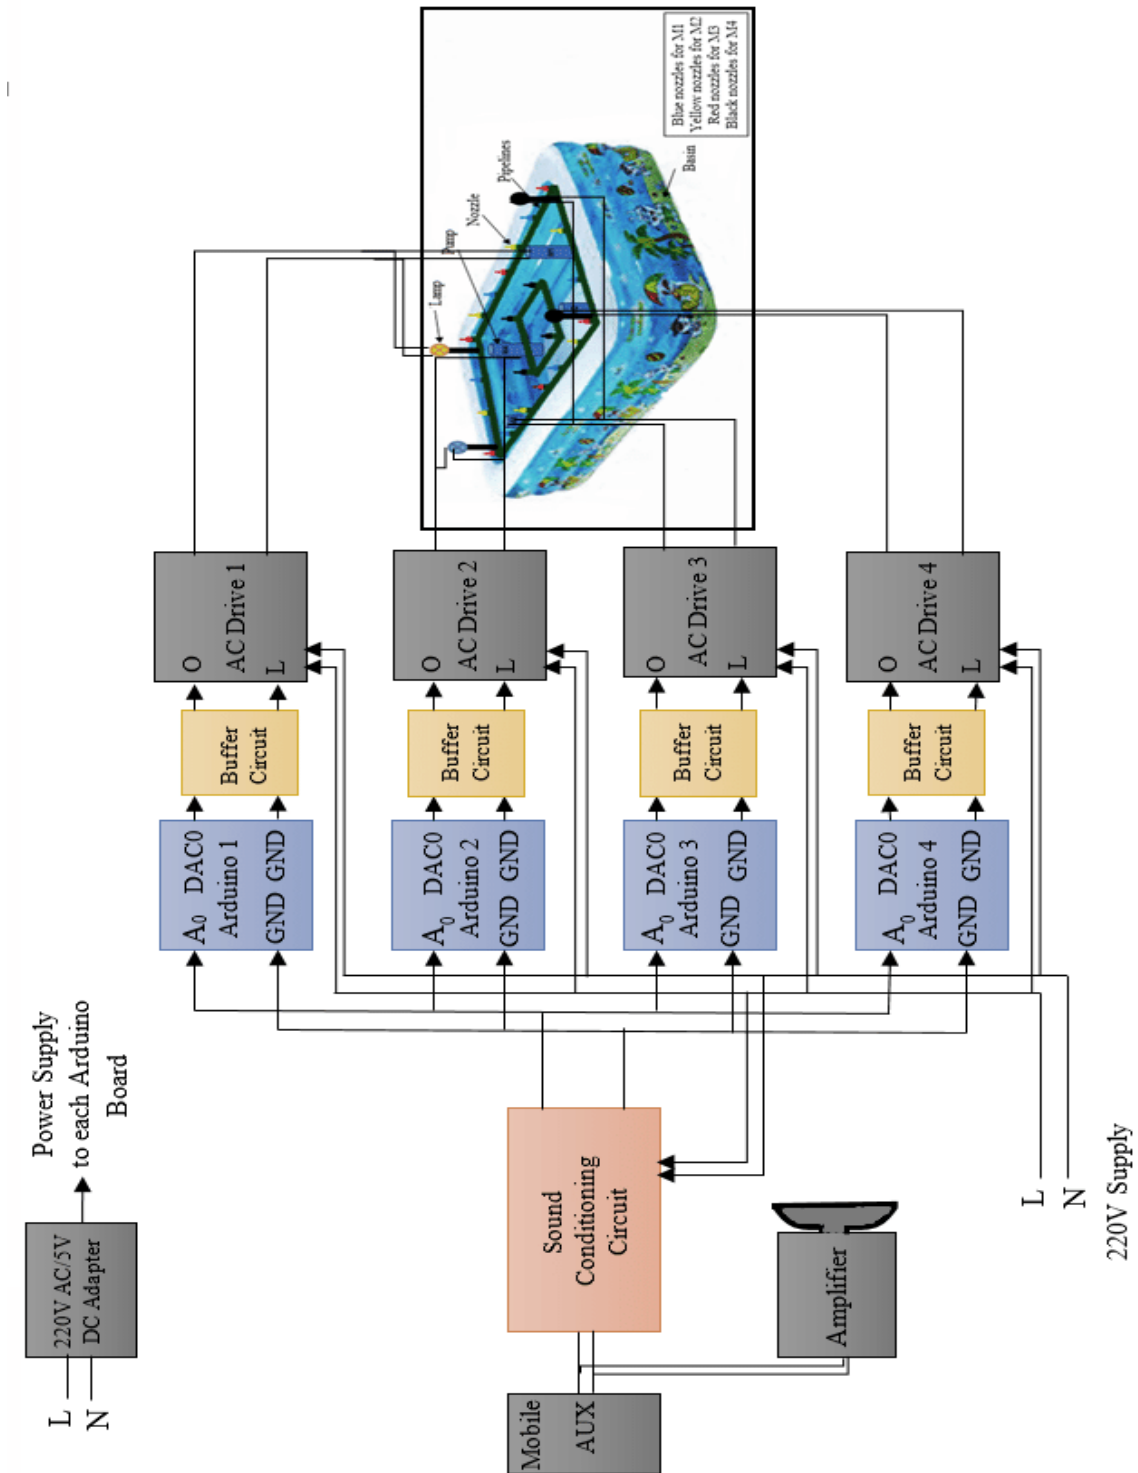 L
N
220V AC/5V
DC Adapter
Power Supply
to each Arduino
Board
Mobile
AUX
Sound
Conditioning
Circuit
Amplifier
L
N
220V Supply
A0 DAC0
Arduino 1
GND GND
Buffer
Circuit
O
AC Drive 1
L
A0 DAC0
Arduino 2
GND GND
Buffer
Circuit
O
AC Drive 2
L
A0 DAC0
Arduino 3
GND GND
Buffer
Circuit
O
AC Drive 3
L
A0 DAC0
Arduino 4
GND GND
Buffer
Circuit
O
AC Drive 4
L
Lamp
Pump
Nozzle
Pipelines
Basin
Blue nozzles for M1
Yellow nozzles for M2
Red nozzles for M3
Black nozzles for M4